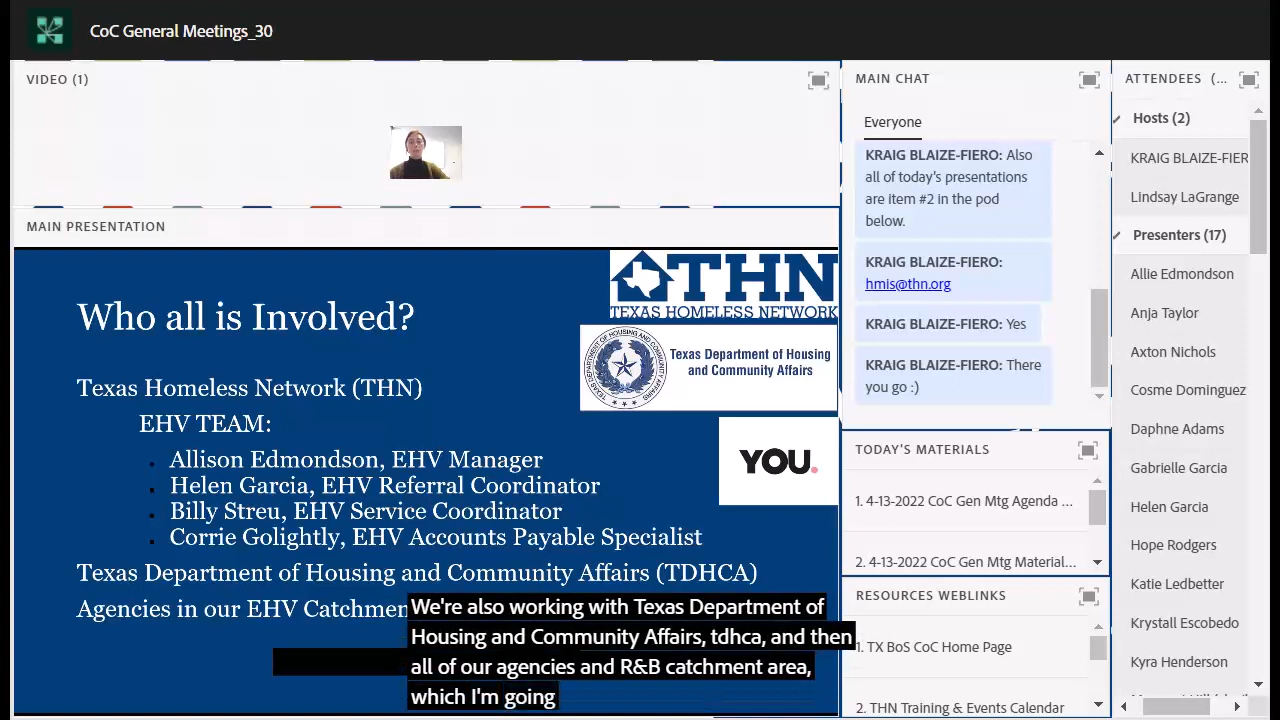 CoC General Meetings_30
VIDEO (1)
MAIN PRESENTATION
Who all is Involved?
THN
TEXAS HOMELESS NETWORK
Texas Department of Housing
and Community Affairs
YOU.
Texas Homeless Network (THN)
EHV TEAM:
Allison Edmondson, EHV Manager
Helen Garcia, EHV Referral Coordinator
Billy Streu, EHV Service Coordinator
Corrie Golightly, EHV Accounts Payable Specialist
Texas Department of Housing and Community Affairs (TDHCA)
Agencies in our EHV Catchmen
We're also working with Texas Department of
Housing and Community Affairs, tdhca, and then
all of our agencies and R&B catchment area,
which I'm going
MAIN CHAT
Everyone
KRAIG BLAIZE-FIERO: Also
all of today's presentations
are item #2 in the pod
below.
KRAIG BLAIZE-FIERO:
hmis@thn.org
KRAIG BLAIZE-FIERO: Yes
KRAIG BLAIZE-FIERO: There
you go :)
TODAY'S MATERIALS
1. 4-13-2022 CoC Gen Mtg Agenda ...
2. 4-13-2022 CoC Gen Mtg Material...
RESOURCES WEBLINKS
1. TX BoS CoC Home Page
2. THN Training & Events Calendar
ATTENDEES (...
Hosts (2)
KRAIG BLAIZE-FIER
Lindsay LaGrange
Presenters (17)
Allie Edmondson
Anja Taylor
Axton Nichols
Cosme Dominguez
Daphne Adams
Gabrielle Garcia
Helen Garcia
Hope Rodgers
Katie Ledbetter
Krystall Escobedo
Kyra Henderson